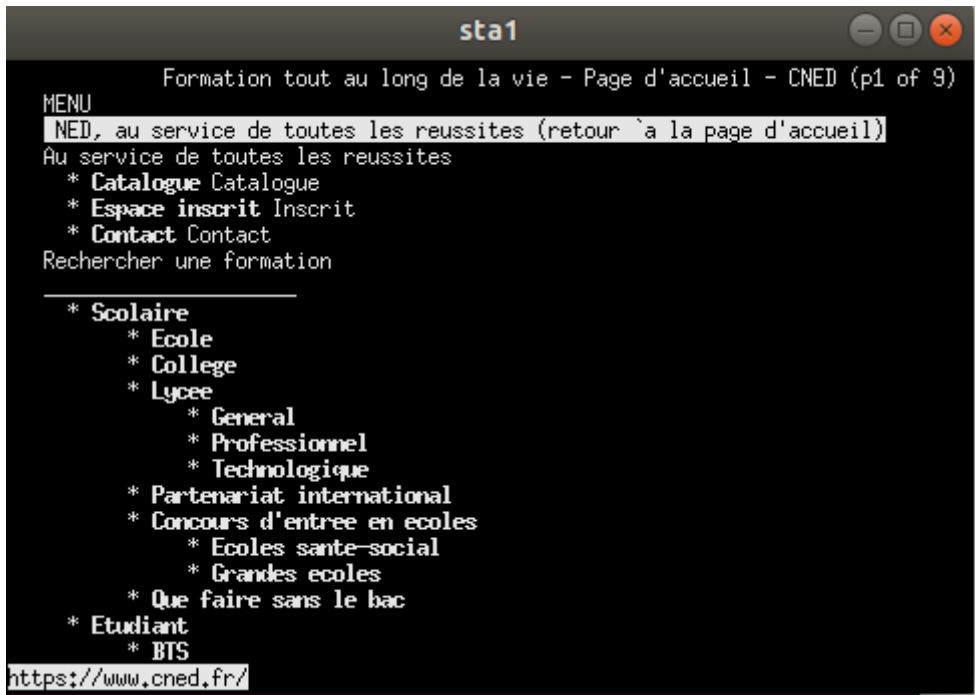 sta1
Formation tout au long de la vie - Page d'accueil - CNED (p1 of 9)
MENU
NED, au service de toutes les reussites (retour `a la page d'accueil)
Au service de toutes les reussites
* Catalogue Catalogue
* Espace inscrit Inscrit
* Contact Contact
Rechercher une formation
____________________
* Scolaire
* Ecole
* College
* Lycee
* General
* Professionnel
* Technologique
* Partenariat international
* Concours d'entree en ecoles
* Ecoles sante-social
* Grandes ecoles
* Que faire sans le bac
* Etudiant
* BTS
https://www.cned.fr/